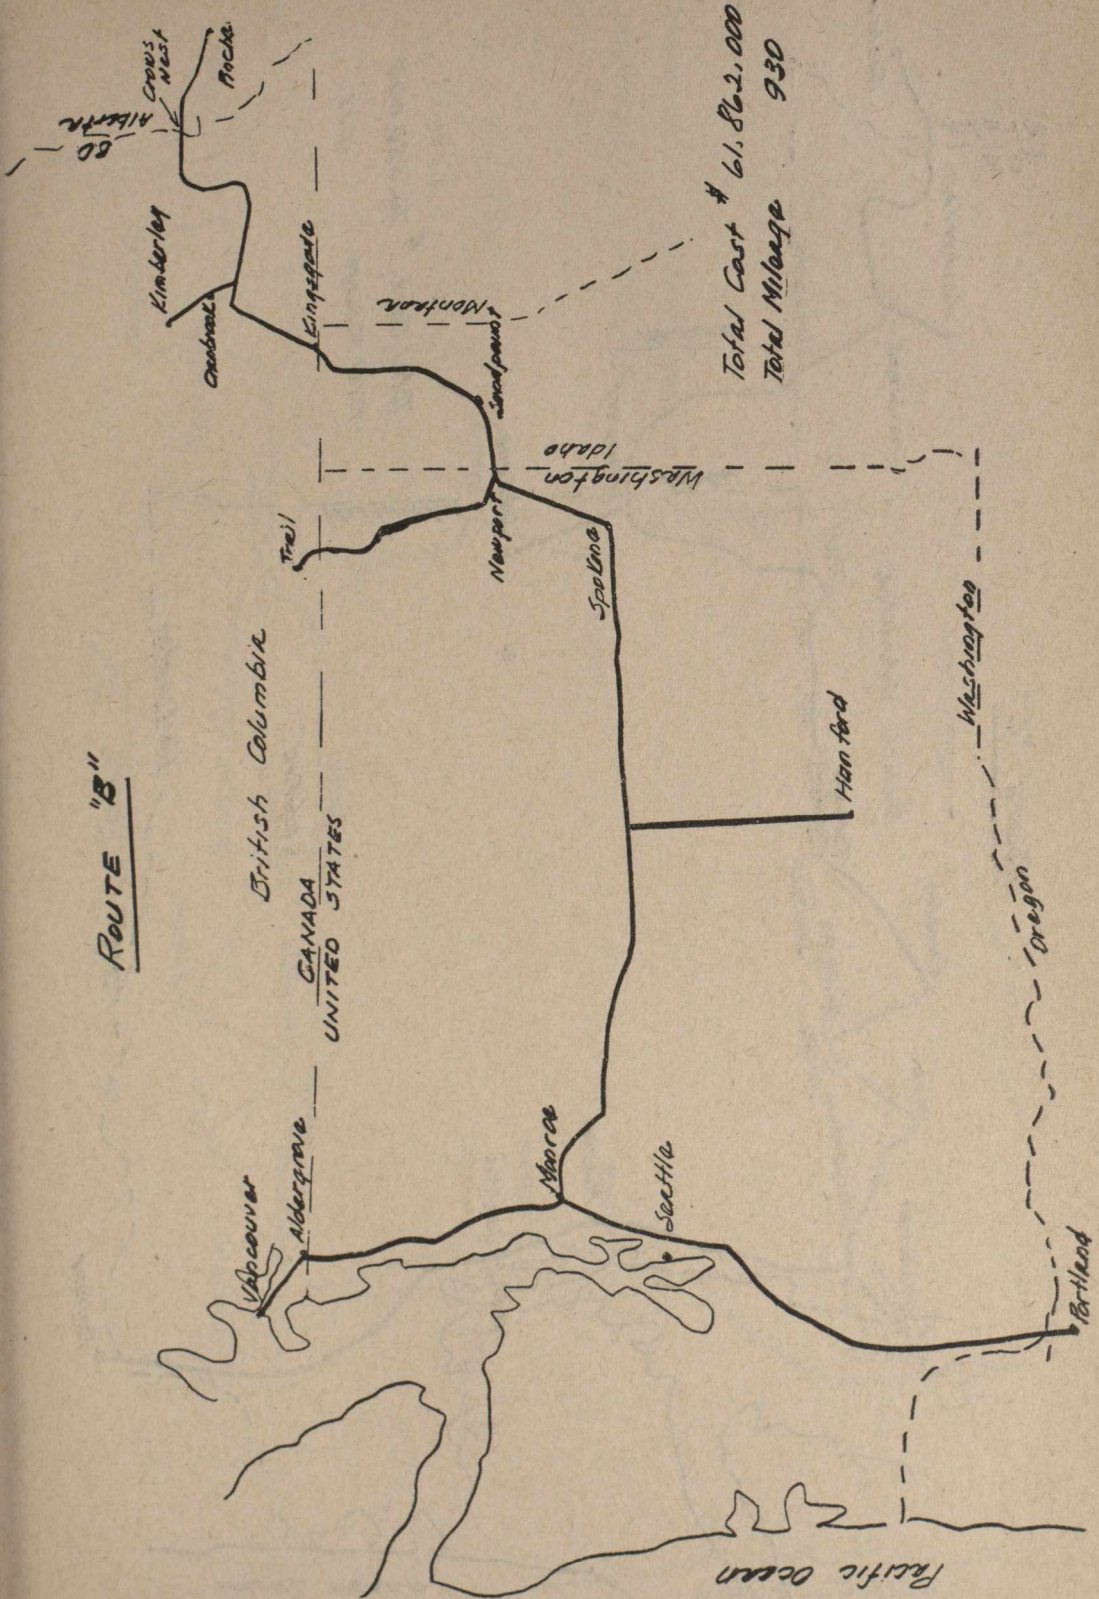 ROUTE "B"
British Columbia
CANADA
UNITED STATES
Vancouver
Aldergrove
Trail
Kimberley
Cranbrook
Kingsgate
BC
Alberta
Crows
Nest
Montana
Sandpoint
Newport
Idaho
Washington
Spokane
Monroe
Seattle
Hanford
Washington
Oregon
Portland
Pacific Ocean
Total Cost $ 61,862,000
Total Mileage 930